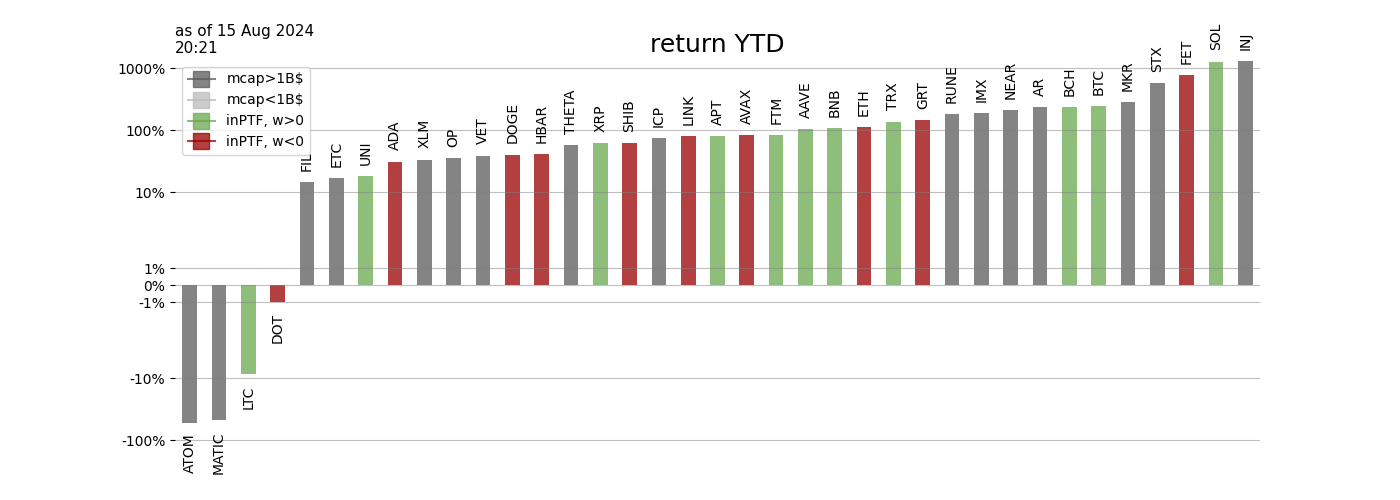 as of 15 Aug 2024
20:21
return YTD
1000%
100%
10%
1%
0%
-1%
-10%
-100%
mcap>1B$
mcap<1B$
inPTF, w>0
inPTF, w<0
ATOM
MATIC
LTC
DOT
FIL
ETC
UNI
ADA
XLM
OP
VET
DOGE
HBAR
THETA
XRP
SHIB
ICP
LINK
APT
AVAX
FTM
AAVE
BNB
ETH
TRX
GRT
RUNE
IMX
NEAR
AR
BCH
BTC
MKR
STX
FET
SOL
INJ